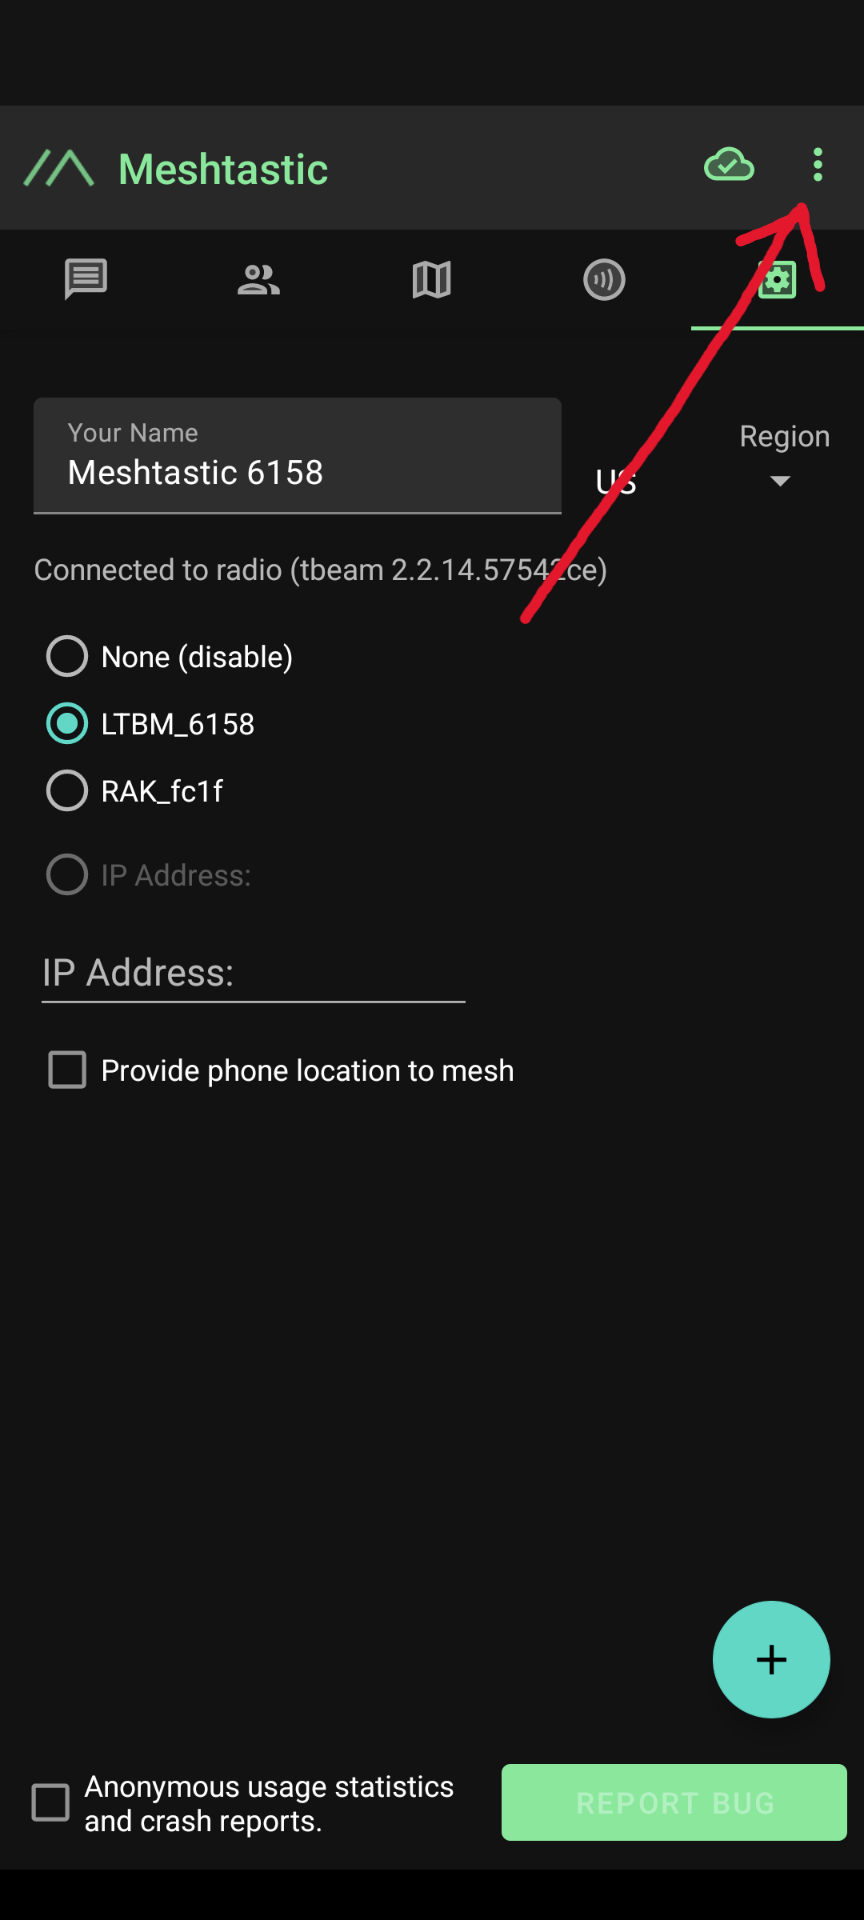 Meshtastic
Your Name
Meshtastic 6158
US
Region
Connected to radio (tbeam 2.2.14.57542ce)
None (disable)
LTBM_6158
RAK_fc1f
IP Address:
IP Address:
Provide phone location to mesh
Anonymous usage statistics
and crash reports.
REPORT BUG